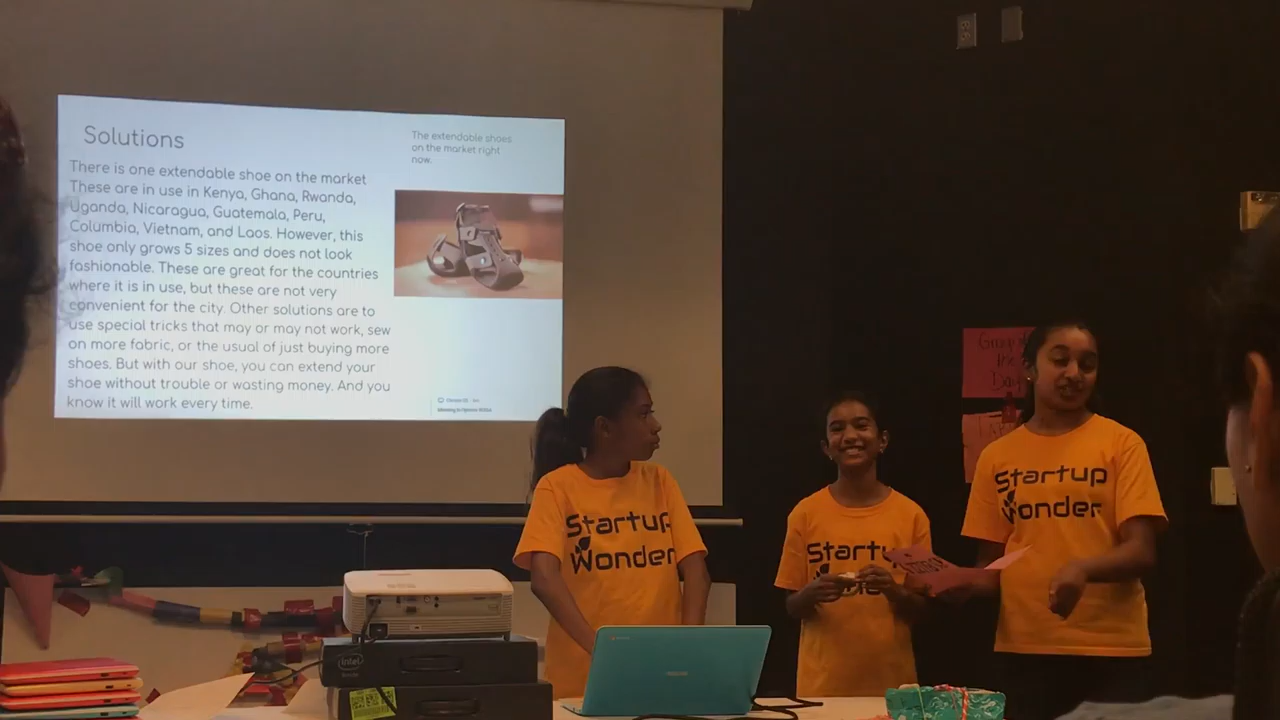 Solutions
There is one extendable shoe on the market
These are in use in Kenya, Ghana, Rwanda,
Uganda, Nicaragua, Guatemala, Peru,
Columbia, Vietnam, and Laos. However, this
shoe only grows 5 sizes and does not look
fashionable. These are great for the countries
where it is in use, but these are not very
convenient for the city. Other solutions are to
use special tricks that may or may not work, sew
on more fabric, or the usual of just buying more
shoes. But with our shoe, you can extend your
shoe without trouble or wasting money. And you
know it will work every time.
The extendable shoes
on the market right
now.
Startup
Wonder
Startu
Startup
Wonder
Day
intel